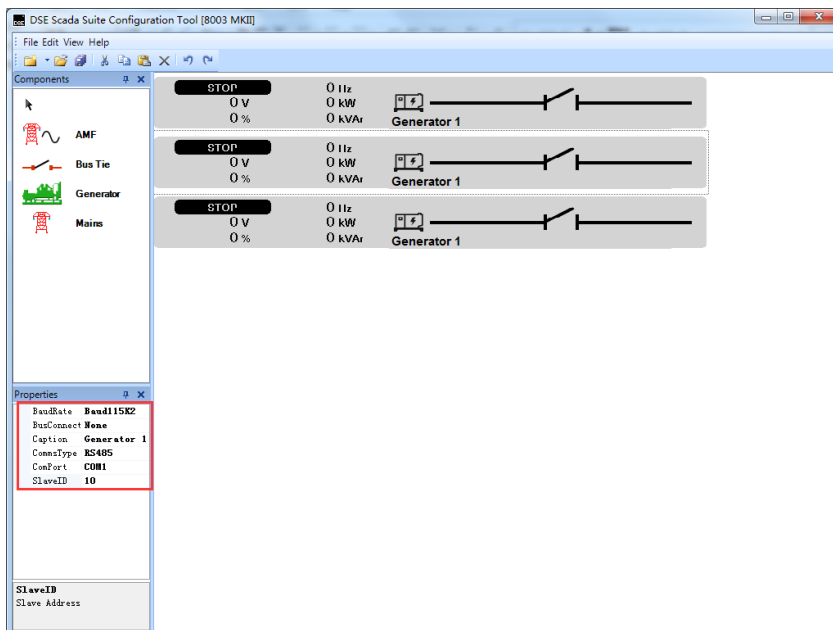 DSE DSE Scada Suite Configuration Tool [8003 MKII]
File Edit View Help
Components
AMF
Bus Tie
Generator
Mains
STOP 0 Hz
0 V 0 kW
0 % 0 kVAr
Generator 1
STOP 0 Hz
0 V 0 kW
0 % 0 kVAr
Generator 1
STOP 0 Hz
0 V 0 kW
0 % 0 kVAr
Generator 1
Properties
BaudRate Baud115K2
BusConnect None
Caption Generator 1
CommsType RS485
ComPort COM1
SlaveID 10
SlaveID
Slave Address